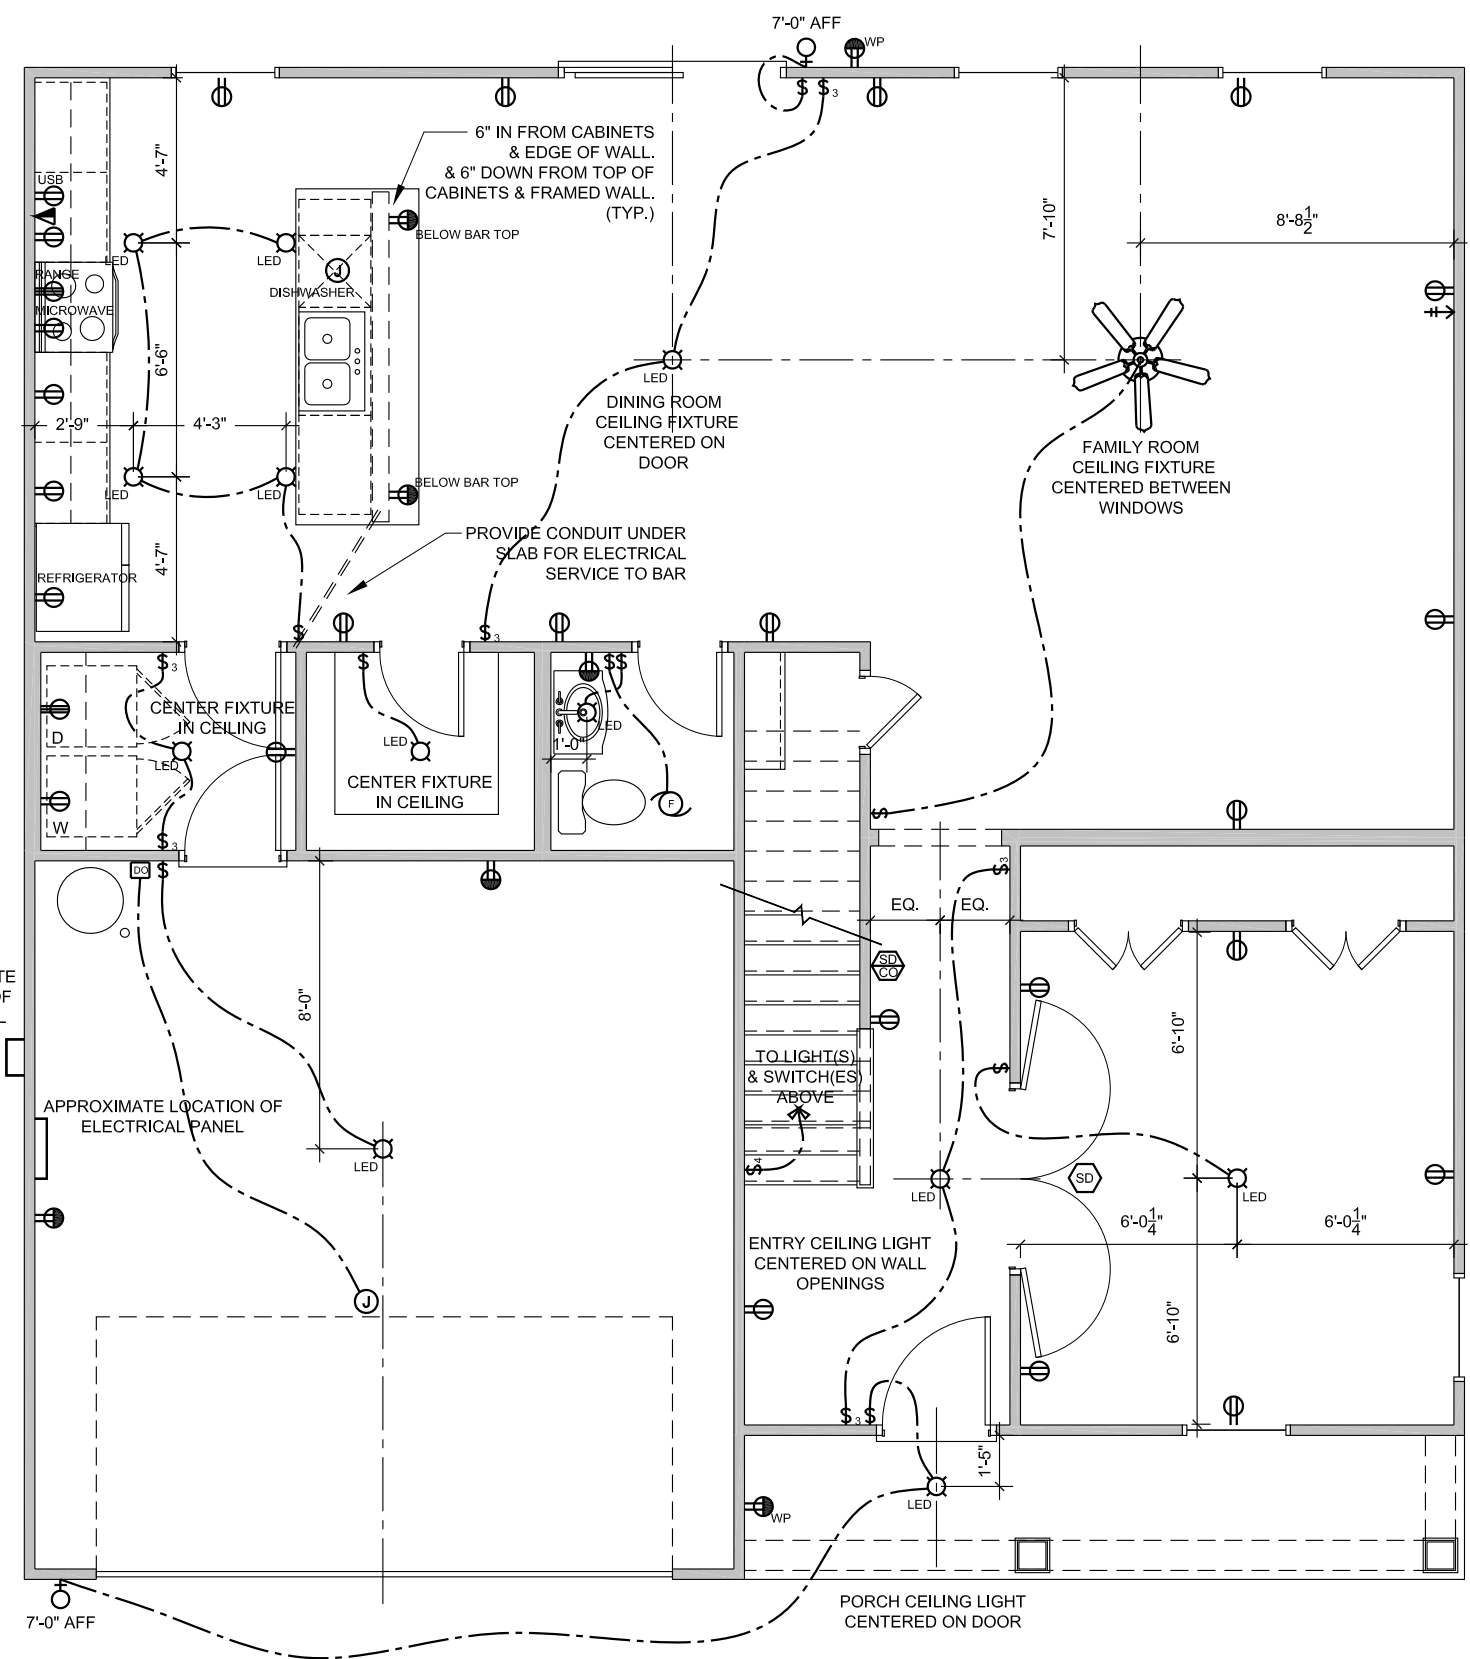 7'-0" AFF
WP
$ $ 3
6" IN FROM CABINETS
& EDGE OF WALL.
& 6" DOWN FROM TOP OF
CABINETS & FRAMED WALL.
(TYP.)
4'-7"
USB
7'-10"
8'-8 1/2"
BELOW BAR TOP
LED
LED
J
RANGE
DISHWASHER
MICROWAVE
6'-6"
LED
DINING ROOM
CEILING FIXTURE
CENTERED ON
DOOR
2'-9"
4'-3"
FAMILY ROOM
CEILING FIXTURE
CENTERED BETWEEN
WINDOWS
BELOW BAR TOP
LED
LED
PROVIDE CONDUIT UNDER
SLAB FOR ELECTRICAL
SERVICE TO BAR
4'-7"
REFRIGERATOR
$
$ 3
$ 3
$
$$
CENTER FIXTURE
IN CEILING
D
LED
LED
LED
1'-0"
CENTER FIXTURE
IN CEILING
F
W
$ 3
$
DO
$
$ 3
EQ.
EQ.
SD
CO
TE
OF
L
8'-0"
6'-10"
TO LIGHT(S)
& SWITCH(ES)
ABOVE
$
APPROXIMATE LOCATION OF
ELECTRICAL PANEL
LED
$ 4
LED
SD
LED
6'-0 1/4"
6'-0 1/4"
ENTRY CEILING LIGHT
CENTERED ON WALL
OPENINGS
J
6'-10"
$ 3 $
1'-5"
LED
WP
7'-0" AFF
PORCH CEILING LIGHT
CENTERED ON DOOR